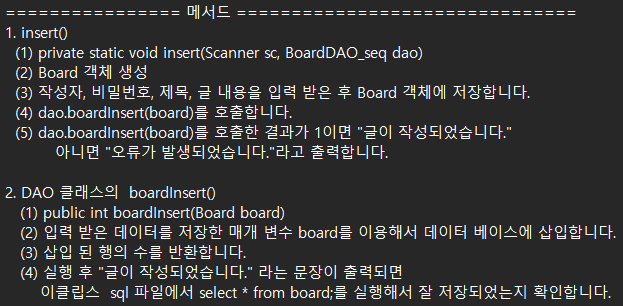 ================ 메서드 ===============================
1. insert()
(1) private static void insert(Scanner sc, BoardDAO_seq dao)
(2) Board 객체 생성
(3) 작성자, 비밀번호, 제목, 글 내용을 입력 받은 후 Board 객체에 저장합니다.
(4) dao.boardInsert(board)를 호출합니다.
(5) dao.boardInsert(board)를 호출한 결과가 1이면 "글이 작성되었습니다."
아니면 "오류가 발생되었습니다."라고 출력합니다.
2. DAO 클래스의 boardInsert()
(1) public int boardInsert(Board board)
(2) 입력 받은 데이터를 저장한 매개 변수 board를 이용해서 데이터 베이스에 삽입합니다.
(3) 삽입 된 행의 수를 반환합니다.
(4) 실행 후 "글이 작성되었습니다." 라는 문장이 출력되면
이클립스 sql 파일에서 select * from board;를 실행해서 잘 저장되었는지 확인합니다.